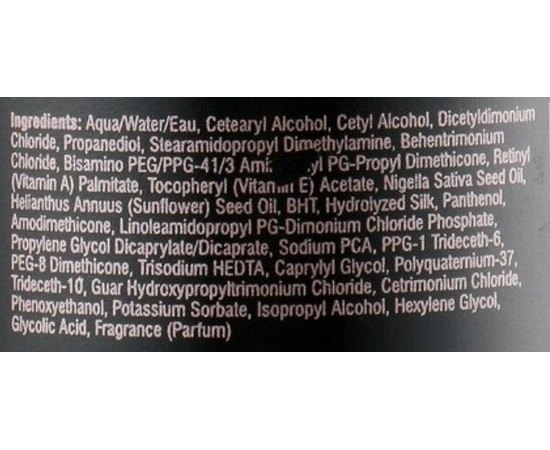 Ingredients: Aqua/Water/Eau, Cetearyl Alcohol, Cetyl Alcohol, Dicetyldimonium
Chloride, Propanediol, Stearamidopropyl Dimethylamine, Behentrimonium
Chloride, Bisamino PEG/PPG-41/3 PG-Propyl Dimethicone, Retinyl
(Vitamin A) Palmitate, Tocopheryl (Vitamin E) Acetate, Nigella Sativa Seed Oil,
Helianthus Annuus (Sunflower) Seed Oil, BHT, Hydrolyzed Silk, Panthenol,
Amodimethicone, Linoleamidopropyl PG-Dimonium Chloride Phosphate,
Propylene Glycol Dicaprylate/Dicaprate, Sodium PCA, PPG-1 Trideceth-6,
PEG-8 Dimethicone, Trisodium HEDTA, Caprylyl Glycol, Polyquaternium-37,
Trideceth-10, Guar Hydroxypropyltrimonium Chloride, Cetrimonium Chloride,
Phenoxyethanol, Potassium Sorbate, Isopropyl Alcohol, Hexylene Glycol,
Glycolic Acid, Fragrance (Parfum)